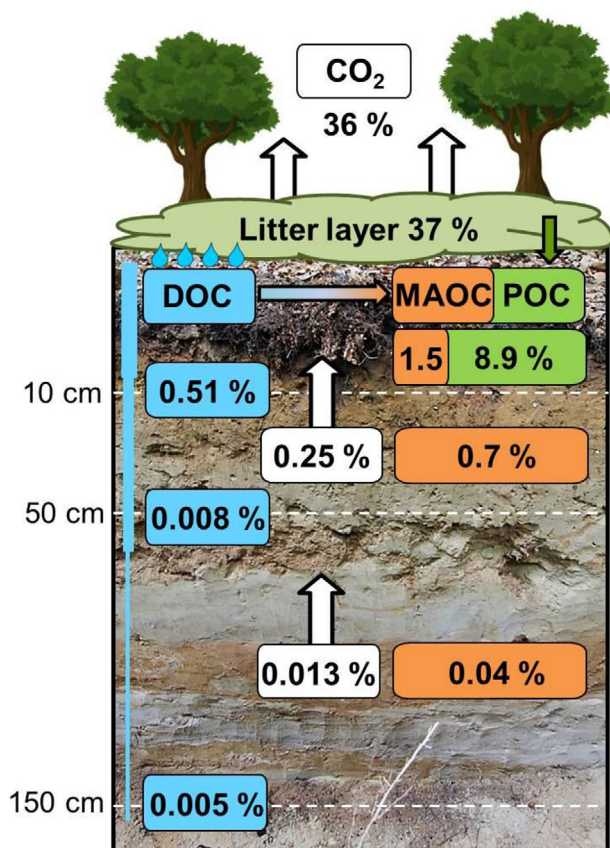 CO₂
36 %
Litter layer 37 %
DOC
MAOC POC
1.5 8.9 %
0.51 %
10 cm
0.25 % 0.7 %
50 cm
0.008 %
0.013 % 0.04 %
150 cm
0.005 %